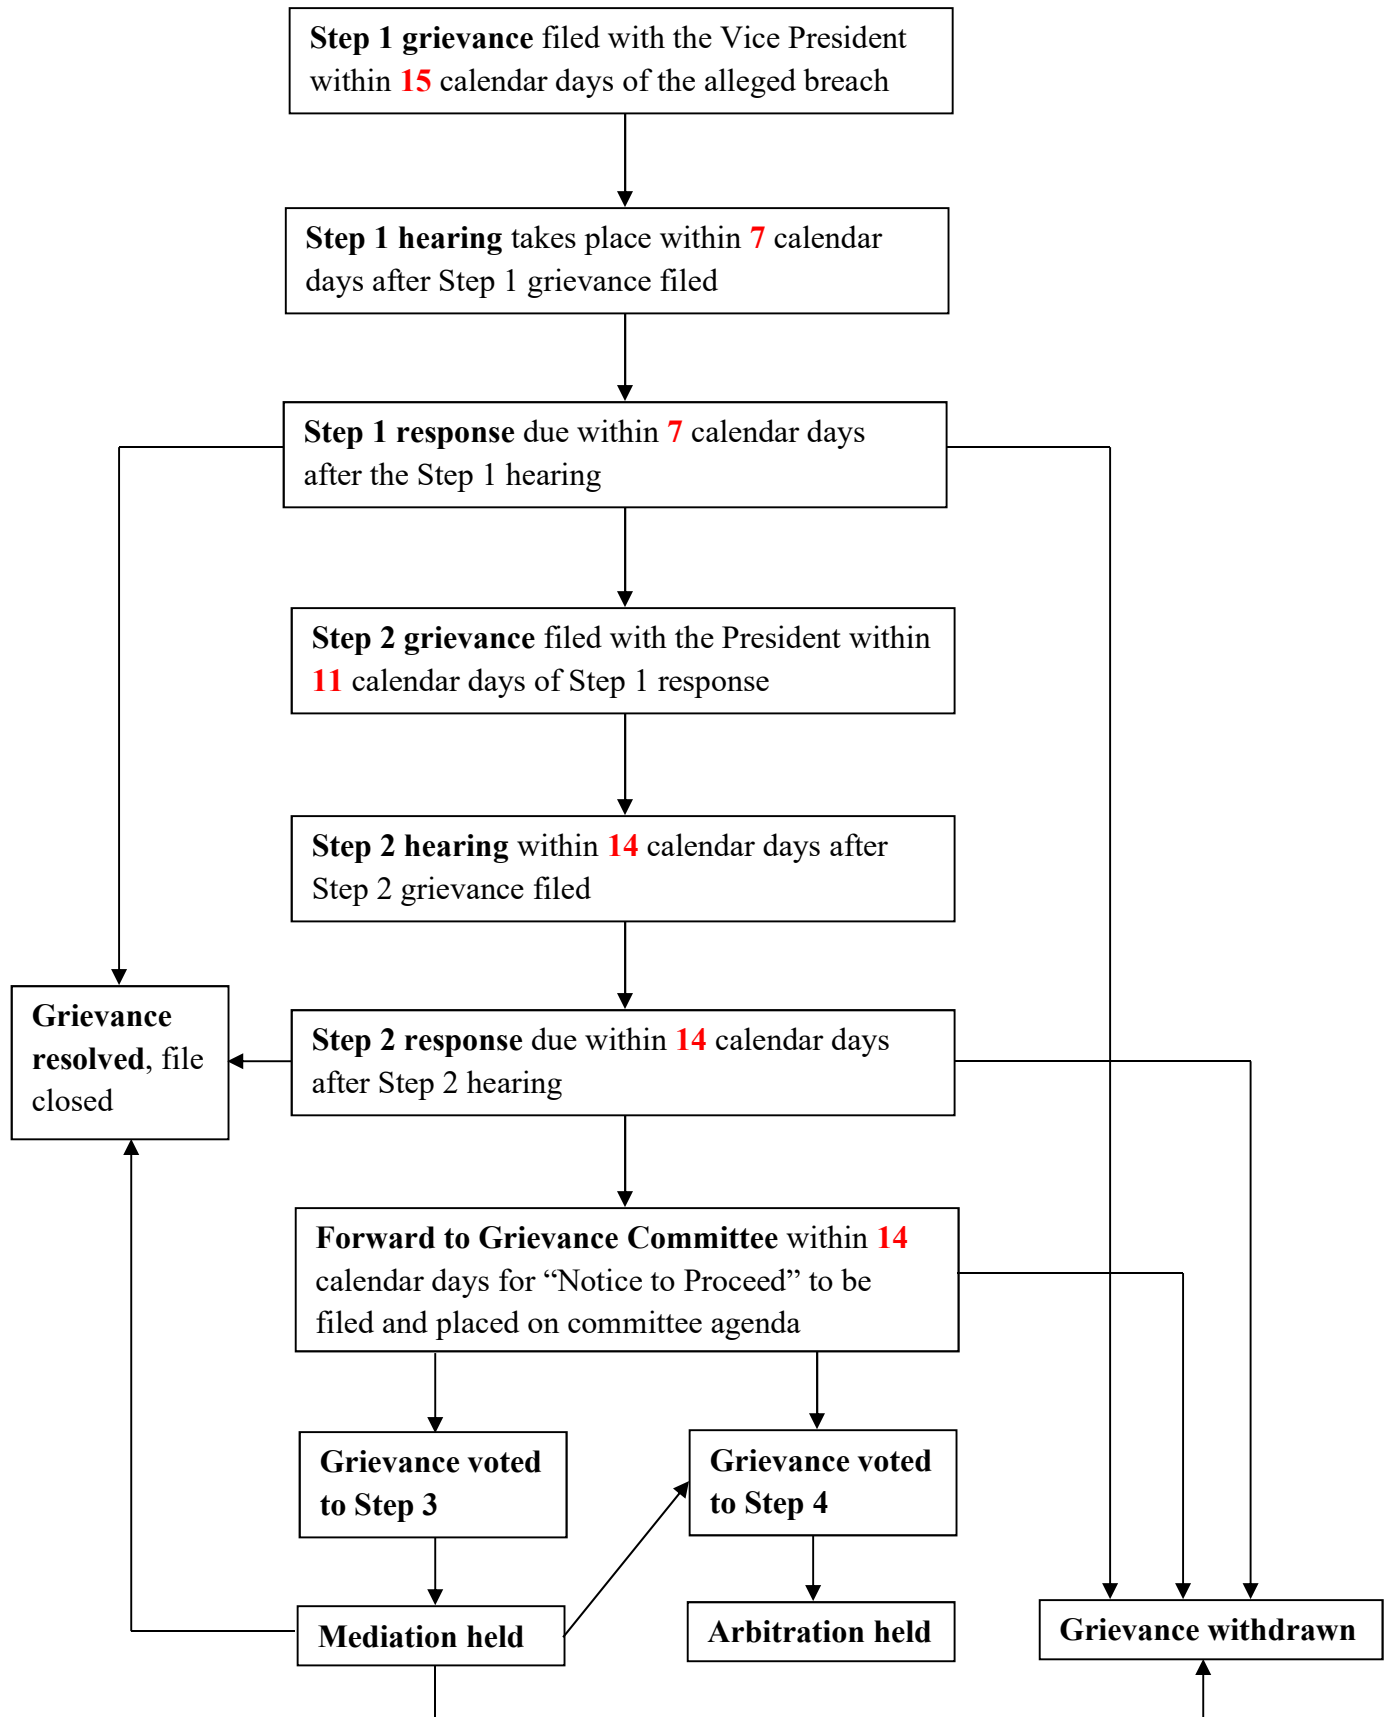 Step 1 grievance filed with the Vice President
within 15 calendar days of the alleged breach
Step 1 hearing takes place within 7 calendar
days after Step 1 grievance filed
Step 1 response due within 7 calendar days
after the Step 1 hearing
Step 2 grievance filed with the President within
11 calendar days of Step 1 response
Step 2 hearing within 14 calendar days after
Step 2 grievance filed
Grievance
resolved, file
closed
Step 2 response due within 14 calendar days
after Step 2 hearing
Forward to Grievance Committee within 14
calendar days for “Notice to Proceed” to be
filed and placed on committee agenda
Grievance voted
to Step 3
Grievance voted
to Step 4
Mediation held
Arbitration held
Grievance withdrawn